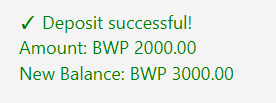 ✓ Deposit successful!
Amount: BWP 2000.00
New Balance: BWP 3000.00